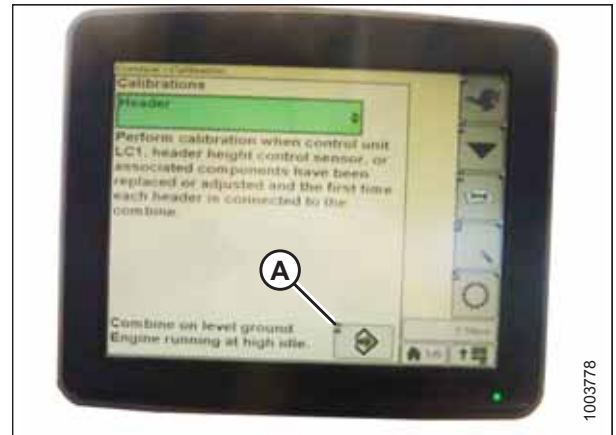 Calibrations
Header
Perform calibration when control unit
LC1, header height control sensor, or
associated components have been
replaced or adjusted and the first time
each header is connected to the
combine.
A
Combine on level ground.
Engine running at high idle.
1003778